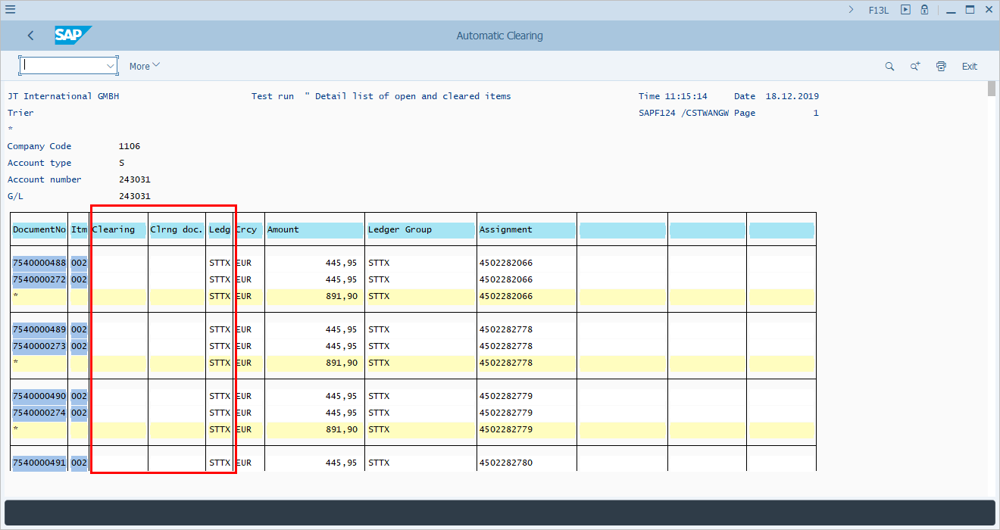 F13L
SAP Automatic Clearing
More Exit
JT International GMBH Test run " Detail list of open and cleared items Time 11:15:14 Date 18.12.2019
Trier SAPF124 /CSTWANGW Page 1
*
Company Code 1106
Account type S
Account number 243031
G/L 243031
DocumentNo Itm Clearing Clrng doc. Ledg Crcy Amount Ledger Group Assignment
7540000488 002 STTX EUR 445,95 STTX 4502282066
7540000272 002 STTX EUR 445,95 STTX 4502282066
* STTX EUR 891,90 STTX 4502282066
7540000489 002 STTX EUR 445,95 STTX 4502282778
7540000273 002 STTX EUR 445,95 STTX 4502282778
* STTX EUR 891,90 STTX 4502282778
7540000490 002 STTX EUR 445,95 STTX 4502282779
7540000274 002 STTX EUR 445,95 STTX 4502282779
* STTX EUR 891,90 STTX 4502282779
7540000491 002 STTX EUR 445,95 STTX 4502282780